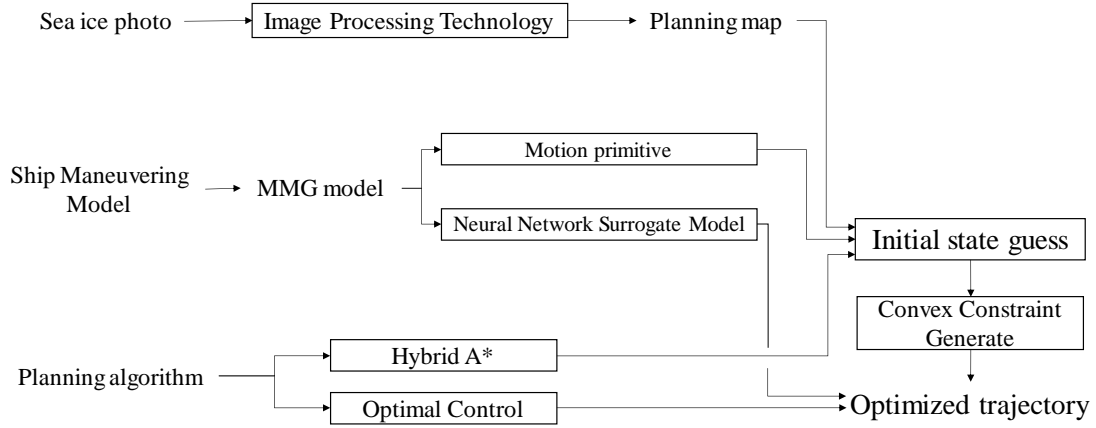 Sea ice photo
Image Processing Technology
Planning map
Motion primitive
Ship Maneuvering
Model
MMG model
Neural Network Surrogate Model
Initial state guess
Convex Constraint
Generate
Hybrid A*
Planning algorithm
Optimal Control
Optimized trajectory